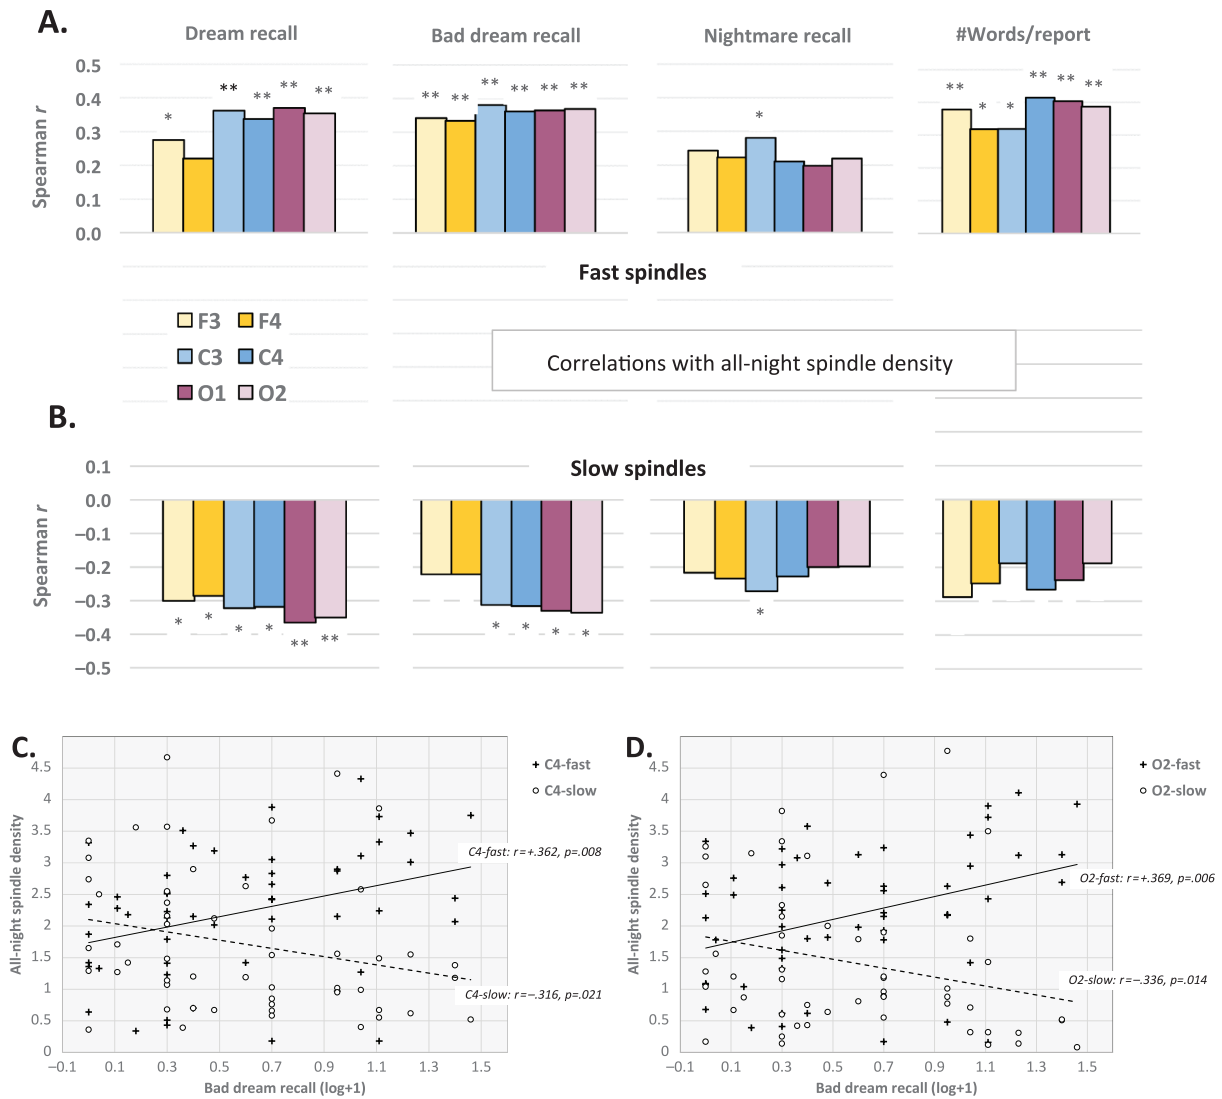 A.
Dream recall
Bad dream recall
Nightmare recall
#Words/report
Spearman r
0.5
0.4
0.3
0.2
0.1
0.0
*
**
**
**
**
**
**
**
**
**
**
*
**
*
*
**
**
**
Fast spindles
F3 F4
C3 C4
O1 O2
Correlations with all-night spindle density
B.
Slow spindles
Spearman r
0.1
0.0
−0.1
−0.2
−0.3
−0.4
−0.5
*
*
*
*
**
**
*
*
*
*
*
C.
All-night spindle density
4.5
4
3.5
3
2.5
2
1.5
1
0.5
0
−0.1 0.1 0.3 0.5 0.7 0.9 1.1 1.3 1.5
Bad dream recall (log+1)
C4-fast
C4-slow
C4-fast: r=+.362, p=.008
C4-slow: r=−.316, p=.021
D.
All-night spindle density
4.5
4
3.5
3
2.5
2
1.5
1
0.5
0
−0.1 0.1 0.3 0.5 0.7 0.9 1.1 1.3 1.5
Bad dream recall (log+1)
O2-fast
O2-slow
O2-fast: r=+.369, p=.006
O2-slow: r=−.336, p=.014